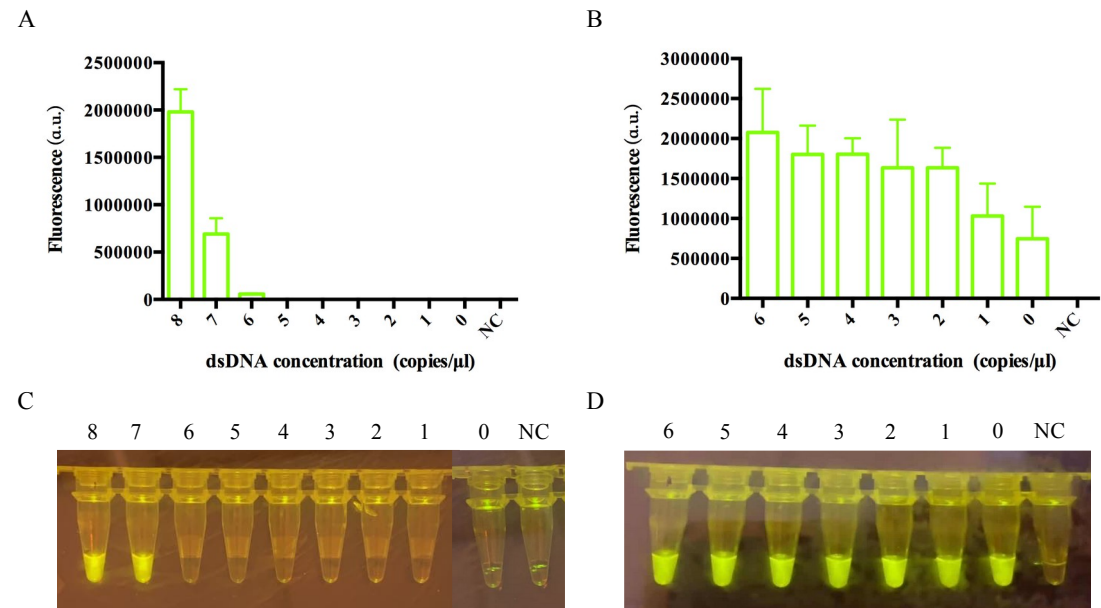 A
Fluorescence (a.u.)
2500000
2000000
1500000
1000000
500000
0
8 7 6 5 4 3 2 1 0 NC
dsDNA concentration (copies/μl)
B
Fluorescence (a.u.)
3000000
2500000
2000000
1500000
1000000
500000
0
6 5 4 3 2 1 0 NC
dsDNA concentration (copies/μl)
C
8 7 6 5 4 3 2 1 0 NC
D
6 5 4 3 2 1 0 NC